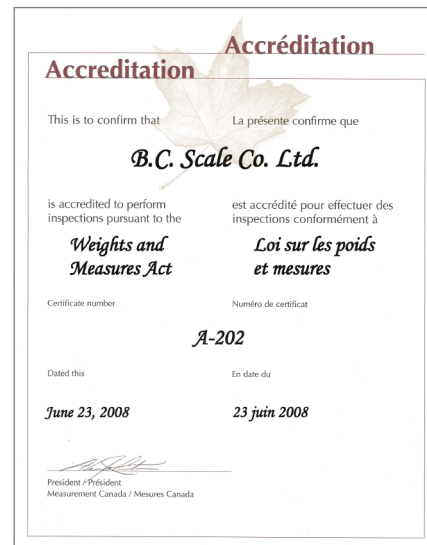 Accréditation
Accreditation
This is to confirm that
La présente confirme que
B.C. Scale Co. Ltd.
is accredited to perform
inspections pursuant to the
est accrédité pour effectuer des
inspections conformément à
Weights and
Measures Act
Loi sur les poids
et mesures
Certificate number
Numéro de certificat
A-202
Dated this
En date du
June 23, 2008
23 juin 2008
President / Président
Measurement Canada / Mesures Canada